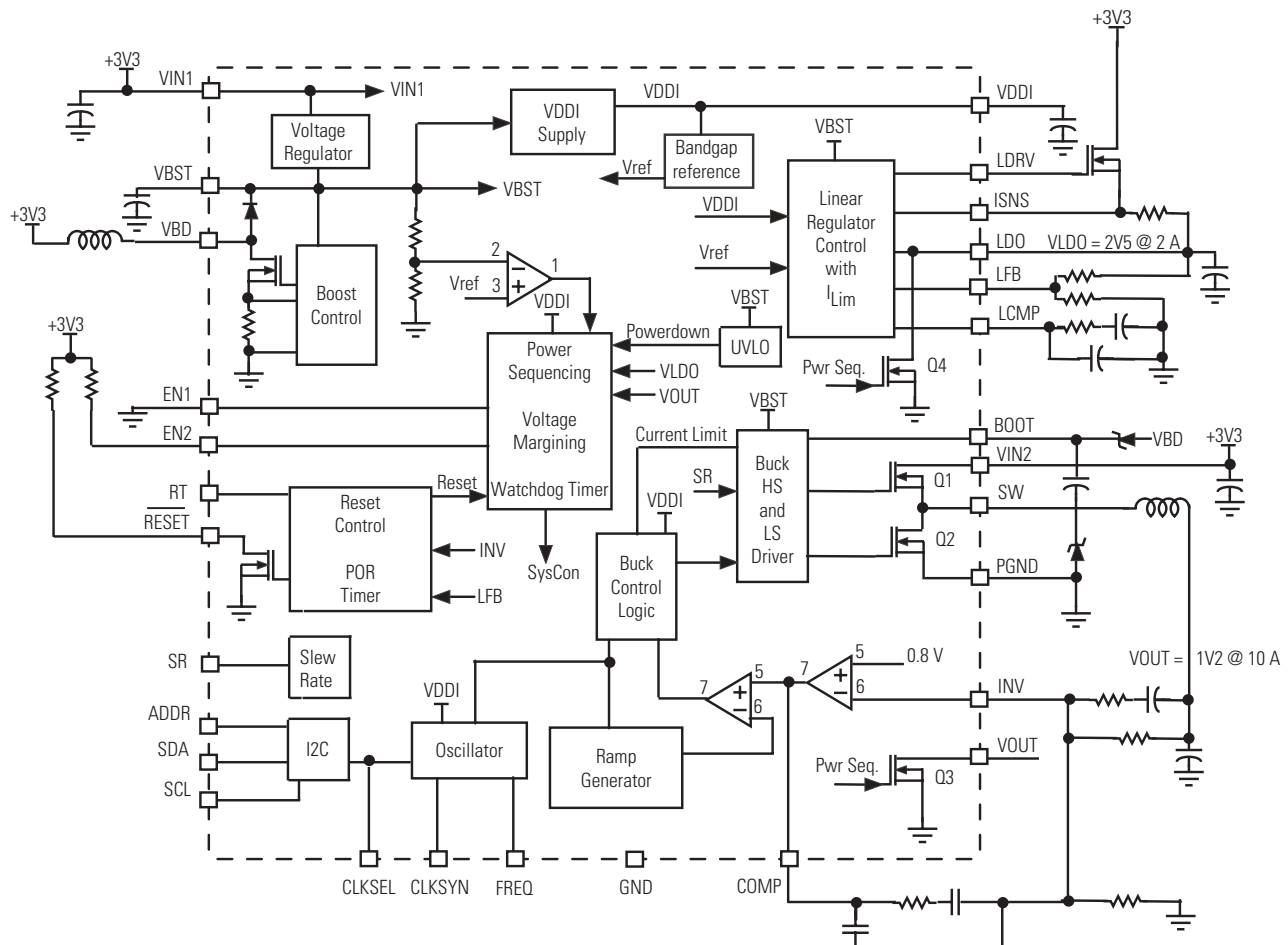 +3V3
+3V3
VIN1
VIN1
VDDI
Supply
VDDI
VDDI
Voltage
Regulator
Bandgap
reference
Vref
VBST
LDRV
VBST
VBST
Linear
Regulator
Control
with
ILim
VDDI
ISNS
+3V3
VBD
Vref
LDO
VLDO = 2V5 @ 2 A
LFB
Boost
Control
2
1
3
Vref
VDDI
VBST
LCMP
+3V3
Powerdown
UVLO
Power
Sequencing
Voltage
Margining
Watchdog Timer
VLDO
VOUT
Pwr Seq.
Q4
EN1
EN2
VBST
BOOT
VBD
+3V3
Current Limit
Buck
HS
and
LS
Driver
VIN2
Q1
SR
SW
RT
Reset
RESET
Reset
Control
POR
Timer
INV
LFB
SysCon
VDDI
Buck
Control
Logic
Q2
PGND
SR
Slew
Rate
5
7
6
5
7
6
0.8 V
VOUT = 1V2 @ 10 A
INV
VDDI
ADDR
SDA
SCL
I2C
Oscillator
Ramp
Generator
VOUT
Pwr Seq.
Q3
CLKSEL
CLKSYN
FREQ
GND
COMP